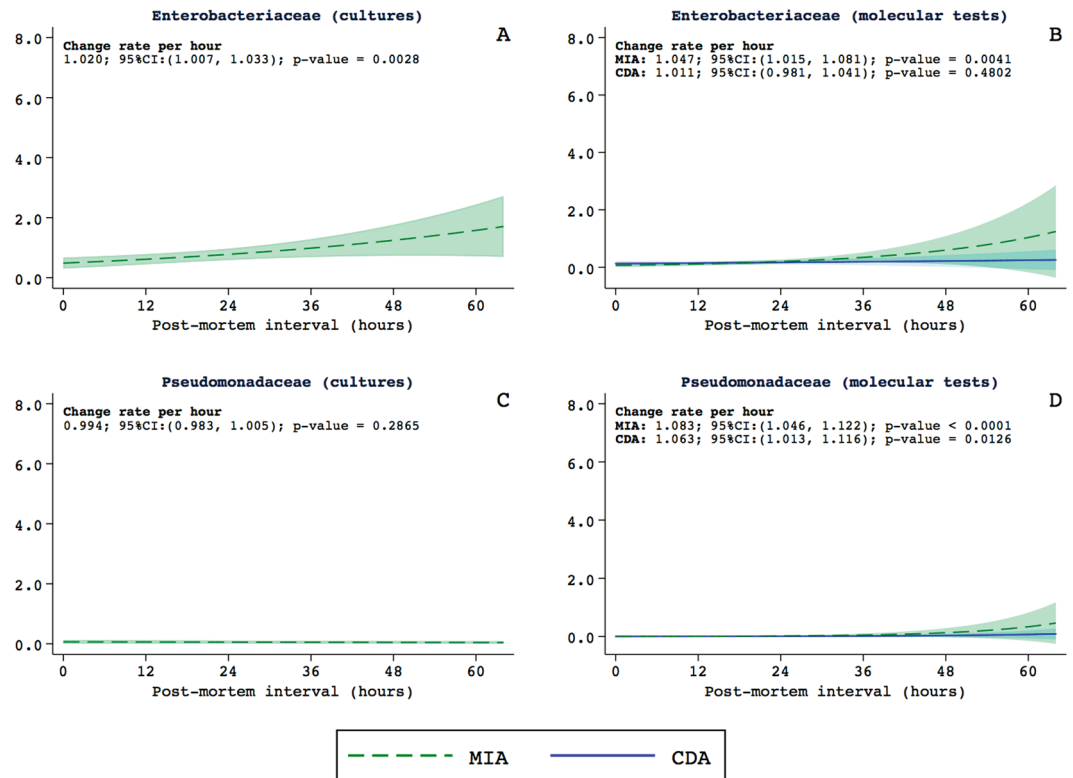 Enterobacteriaceae (cultures)
A
8.0
6.0
4.0
2.0
0.0
Change rate per hour
1.020; 95%CI:(1.007, 1.033); p-value = 0.0028
0 12 24 36 48 60
Post-mortem interval (hours)
Enterobacteriaceae (molecular tests)
B
8.0
6.0
4.0
2.0
0.0
Change rate per hour
MIA: 1.047; 95%CI:(1.015, 1.081); p-value = 0.0041
CDA: 1.011; 95%CI:(0.981, 1.041); p-value = 0.4802
0 12 24 36 48 60
Post-mortem interval (hours)
Pseudomonadaceae (cultures)
C
8.0
6.0
4.0
2.0
0.0
Change rate per hour
0.994; 95%CI:(0.983, 1.005); p-value = 0.2865
0 12 24 36 48 60
Post-mortem interval (hours)
Pseudomonadaceae (molecular tests)
D
8.0
6.0
4.0
2.0
0.0
Change rate per hour
MIA: 1.083; 95%CI:(1.046, 1.122); p-value < 0.0001
CDA: 1.063; 95%CI:(1.013, 1.116); p-value = 0.0126
0 12 24 36 48 60
Post-mortem interval (hours)
MIA CDA